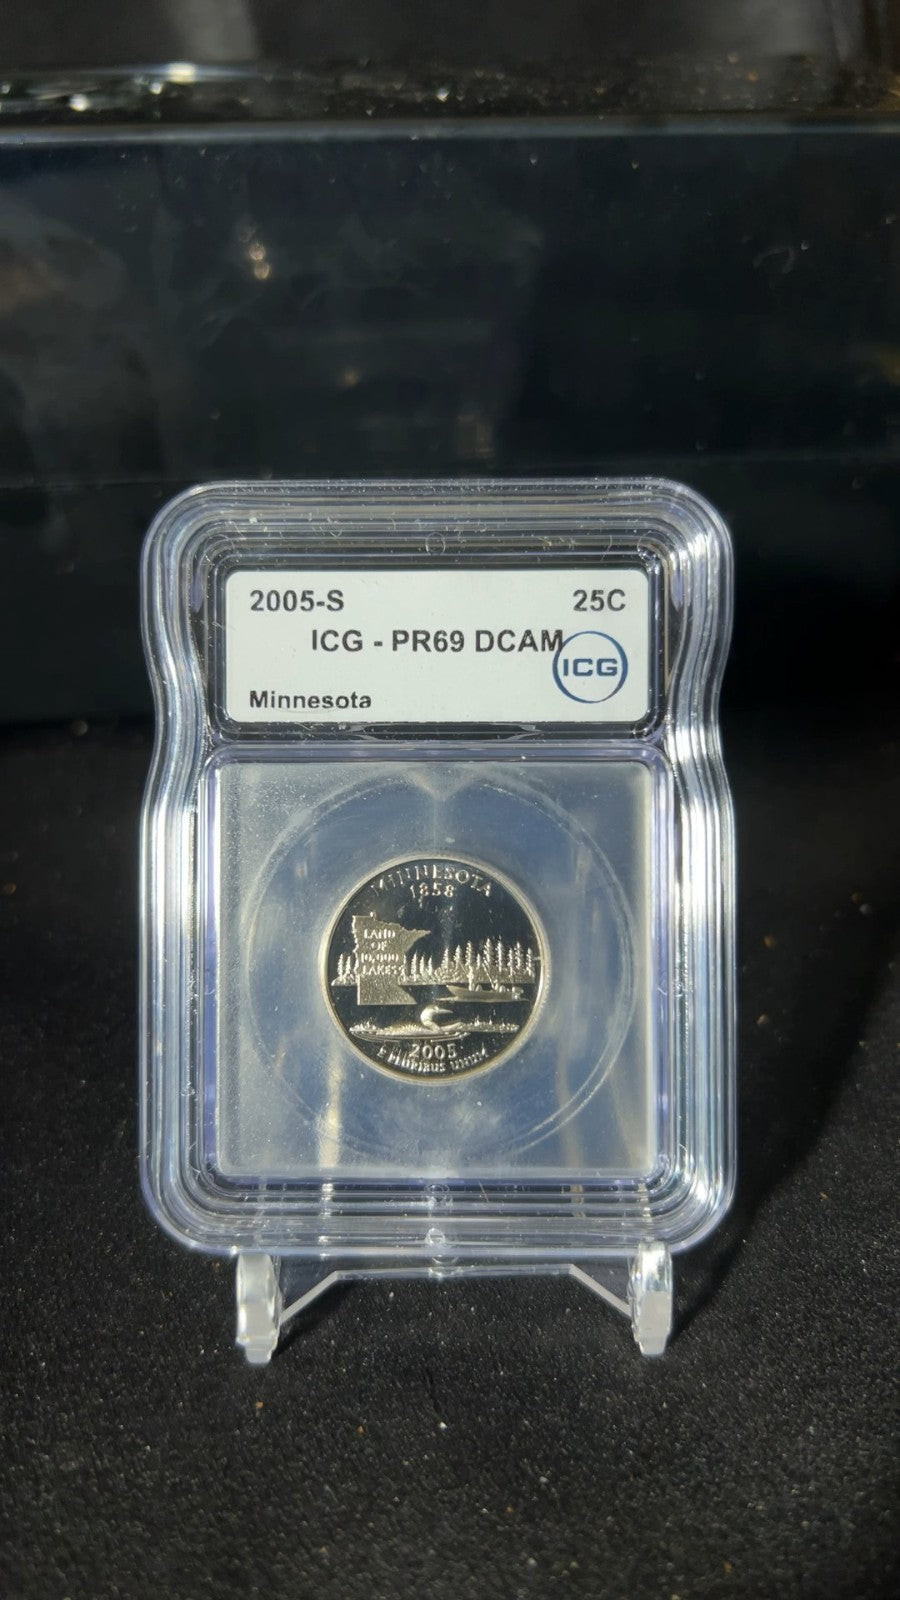 2005-S 25C
ICG - PR69 DCAM
ICG
Minnesota
MINNESOTA
1858
LAND
OF
10,000
LAKES
2005
E PLURIBUS UNUM